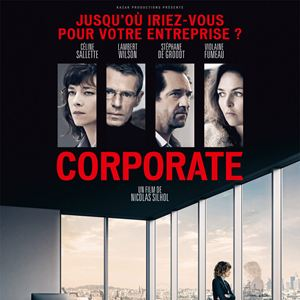 KAZAK PRODUCTIONS PRÉSENTE
JUSQU'OÙ IRIEZ-VOUS
POUR VOTRE ENTREPRISE ?
CÉLINE SALLETTE
LAMBERT WILSON
STÉPHANE DE GROODT
VIOLAINE FUMEAU
CORPORATE
UN FILM DE
NICOLAS SILHOL